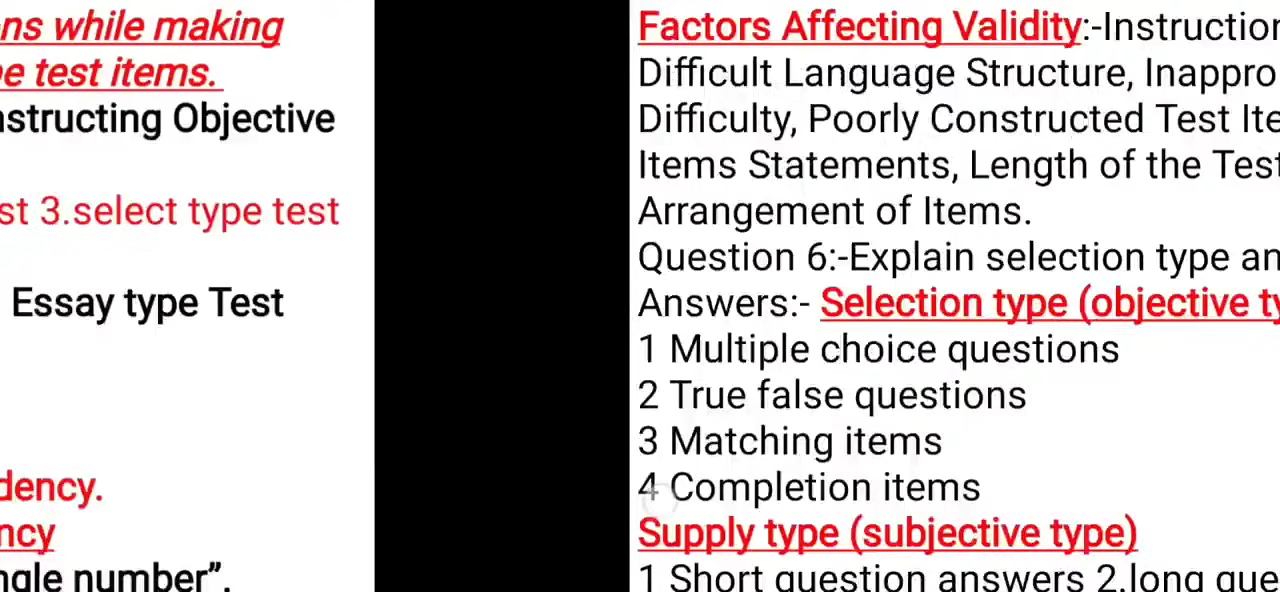 ns while making
e test items.
nstructing Objective
st 3.select type test
Essay type Test
dency.
ncy
ngle number”.
Factors Affecting Validity:-Instruction
Difficult Language Structure, Inappro
Difficulty, Poorly Constructed Test Ite
Items Statements, Length of the Test
Arrangement of Items.
Question 6:-Explain selection type an
Answers:- Selection type (objective ty
1 Multiple choice questions
2 True false questions
3 Matching items
4 Completion items
Supply type (subjective type)
1 Short question answers 2.long que